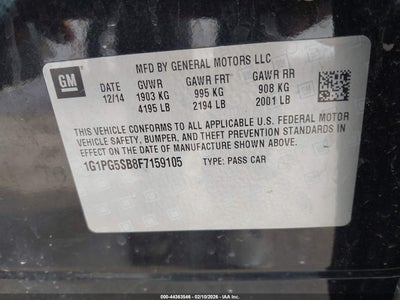 GM
MFD BY GENERAL MOTORS LLC
DATE GVWR GAWR FRT GAWR RR
12/14 1903 KG 995 KG 908 KG
4195 LB 2194 LB 2001 LB
THIS VEHICLE CONFORMS TO ALL APPLICABLE U.S. FEDERAL MOTOR
VEHICLE SAFETY, BUMPER, AND THEFT PREVENTION STANDARDS IN
EFFECT ON THE DATE OF MANUFACTURE SHOWN ABOVE.
1G1PG5SB8F7159105 TYPE: PASS CAR
000-44363546 - 02/10/2026 - IAAI.COM